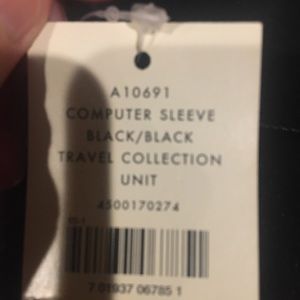 A10691
COMPUTER SLEEVE
BLACK/BLACK
TRAVEL COLLECTION
UNIT
4500170274
7 01937 06785 1